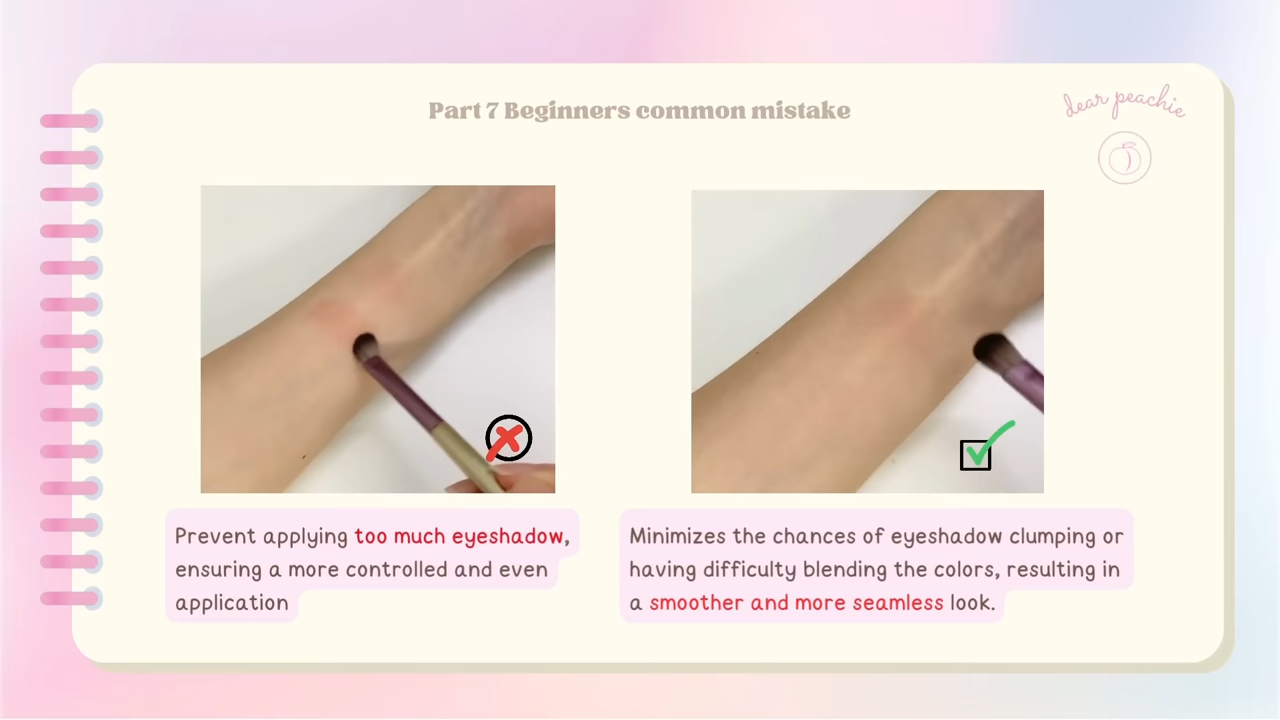 Part 7 Beginners common mistake
dear peachie
Prevent applying too much eyeshadow,
ensuring a more controlled and even
application
Minimizes the chances of eyeshadow clumping or
having difficulty blending the colors, resulting in
a smoother and more seamless look.